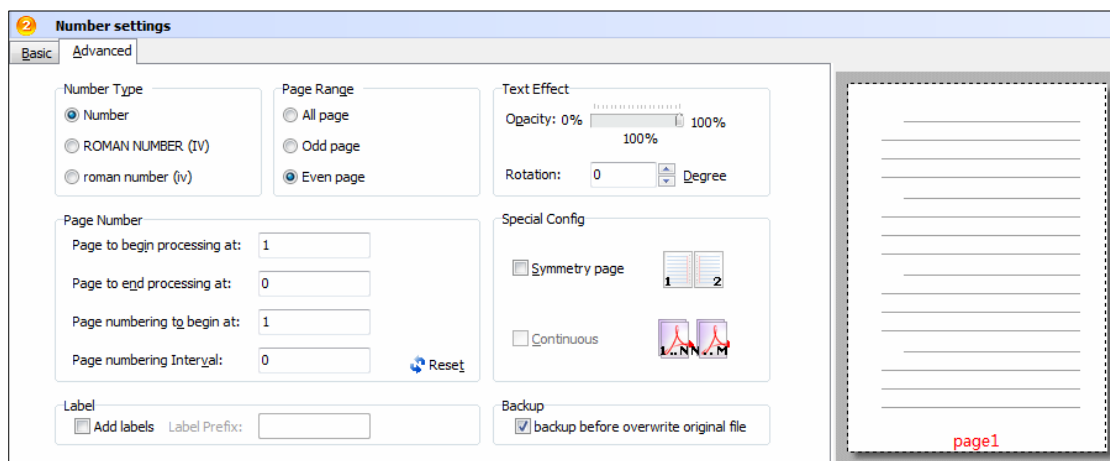 2 Number settings
Basic Advanced
Number Type
Number
ROMAN NUMBER (IV)
roman number (iv)
Page Range
All page
Odd page
Even page
Text Effect
Opacity: 0% 100%
100%
Rotation: 0 Degree
Page Number
Page to begin processing at: 1
Page to end processing at: 0
Page numbering to begin at: 1
Page numbering Interval: 0
Reset
Special Config
Symmetry page 1 2
Continuous 1..NN..M
Label
Add labels Label Prefix:
Backup
backup before overwrite original file
page1